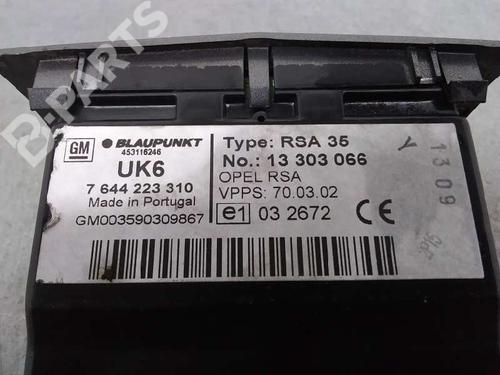 B-PARTS
GM
BLAUPUNKT
453116246
UK6
7 644 223 310
Made in Portugal
GM003590309867
Type: RSA 35
No.: 13 303 066
OPEL RSA
VPPS: 70.03.02
e1 03 2672 CE
1309